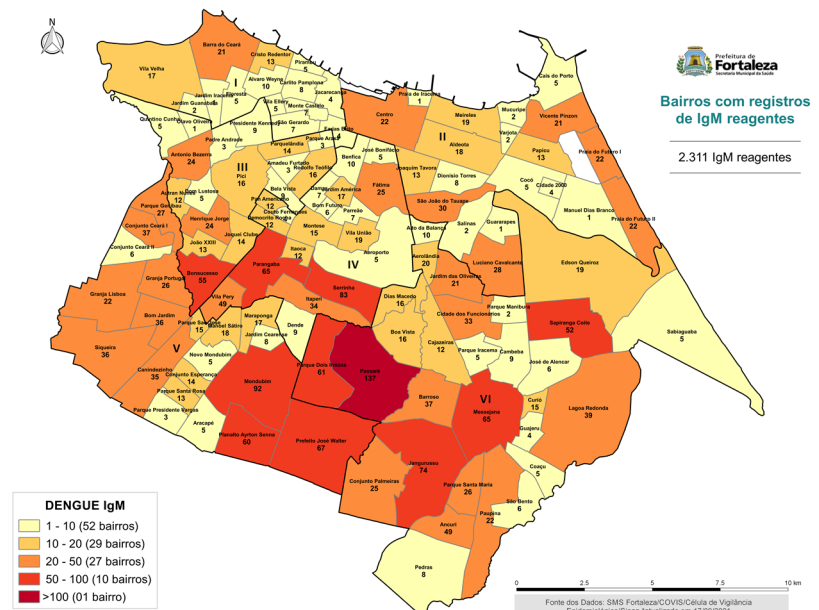 N
Prefeitura de
Fortaleza
Secretaria Municipal da Saúde
Bairros com registros
de IgM reagentes
2.311 IgM reagentes
Barra do Ceará
21
Vila Velha
17
Cristo Redentor
13
Pirambu
5
I
Alvaro Weyne
10
Carlito Pamplona
8
Jacarecanga
4
Jardim Iracema
2
Floresta
5
Jardim Guanabara
2
Vila Ellery
5
Monte Castelo
7
Quintino Cunha
5
Olavo Oliveira
1
Presidente Kennedy
9
São Gerardo
7
Farias Brito
4
Padre Andrade
3
Parque Araxá
3
Parquelândia
14
Antonio Bezerra
24
III
Pici
16
Amadeu Furtado
3
Rodolfo Teófilo
16
Benfica
10
José Bonifácio
5
Centro
22
Praia de Iracema
1
Meireles
19
II
Aldeota
18
Mucuripe
2
Varjota
2
Cais do Porto
5
Vicente Pinzon
21
Papicu
13
Praia do Futuro I
22
Joaquim Tavora
13
Dionísio Torres
8
Cocó
5
Cidade 2000
4
Manuel Dias Branco
1
Praia do Futuro II
22
Autran Nunes
12
Dom Lustosa
5
Bela Vista
9
Pan Americano
12
Couto Fernandes
Democrito Rocha
12
Damas
7
Jardim América
17
Bom Futuro
6
Parreão
7
Fátima
25
São João do Tauape
30
Parque Genibau
27
Conjunto Ceará I
37
Henrique Jorge
24
Joquei Clube
14
João XXIII
13
Montese
15
Vila União
19
Itaoca
12
Aeroporto
5
IV
Alto da Balança
10
Salinas
2
Guararapes
1
Conjunto Ceará II
6
Aerolândia
20
Luciano Cavalcante
28
Edson Queiroz
19
Granja Portugal
26
Bonsucesso
55
Parangaba
65
Serrinha
83
Jardim das Oliveiras
21
Granja Lisboa
22
Vila Pery
49
Itaperi
34
Dias Macedo
16
Parque Manibura
2
Cidade dos Funcionários
33
Sapiranga Coite
52
Sabiaguaba
5
Bom Jardim
36
Parque São José
15
Manoel Sátiro
18
Maraponga
17
Jardim Cearense
8
Dende
9
Boa Vista
16
Cajazeiras
12
Parque Iracema
5
Cambeba
9
José de Alencar
6
Siqueira
36
V
Novo Mondubim
5
Canindezinho
35
Conjunto Esperança
14
Parque Santa Rosa
13
Parque Presidente Vargas
3
Aracapé
5
Mondubim
92
Parque Dois Irmãos
61
Passaré
137
Barroso
37
VI
Messejana
65
Curió
15
Guajeru
4
Lagoa Redonda
39
Planalto Ayrton Senna
60
Prefeito José Walter
67
Jangurussu
74
Conjunto Palmeiras
25
Parque Santa Maria
26
Coaçu
5
São Bento
6
Paupina
22
Ancuri
49
Pedras
8
DENGUE IgM
1 - 10 (52 bairros)
10 - 20 (29 bairros)
20 - 50 (27 bairros)
50 - 100 (10 bairros)
>100 (01 bairro)
0 2.5 5 7.5 10 km
Fonte dos Dados: SMS Fortaleza/COVIS/Célula de Vigilância